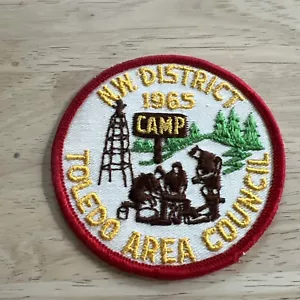 N.W DISTRICT
1965
CAMP
TOLEDO AREA COUNCIL